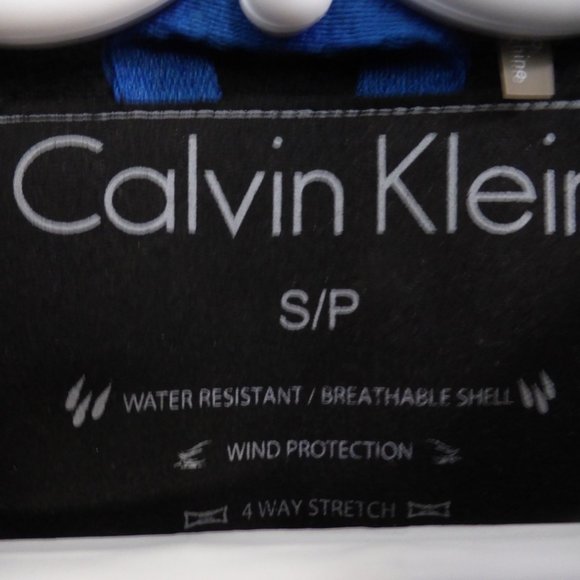 Calvin Klein
S/P
WATER RESISTANT / BREATHABLE SHELL
WIND PROTECTION
4 WAY STRETCH